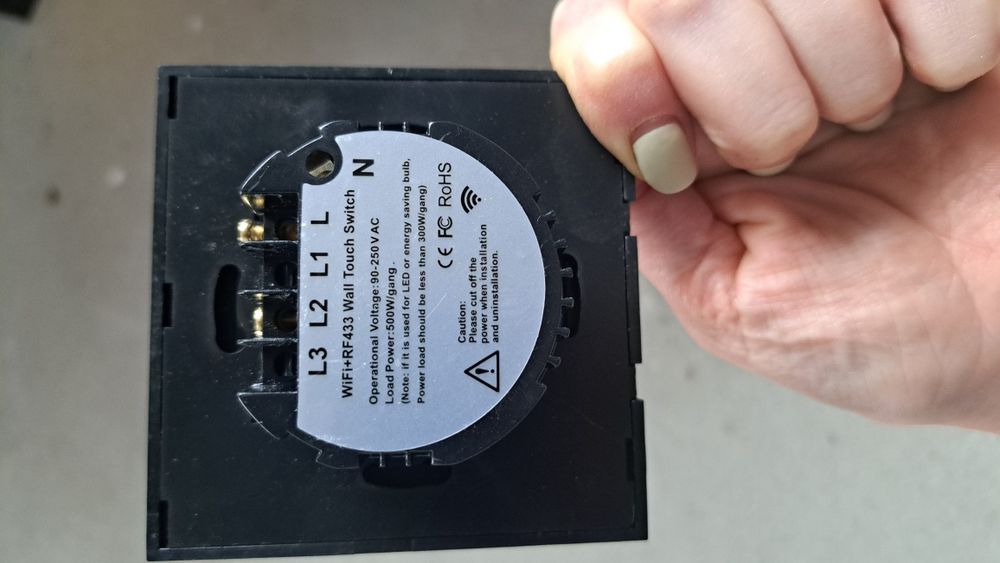 L3 L2 L1 L N
WiFi+RF433 Wall Touch Switch
Operational Voltage:90-250V AC
Load Power:500W/gang .
(Note: if it is used for LED or energy saving bulb,
Power load should be less than 300W/gang)
CE FC RoHS
Caution:
Please cut off the
power when installation
and uninstallation.